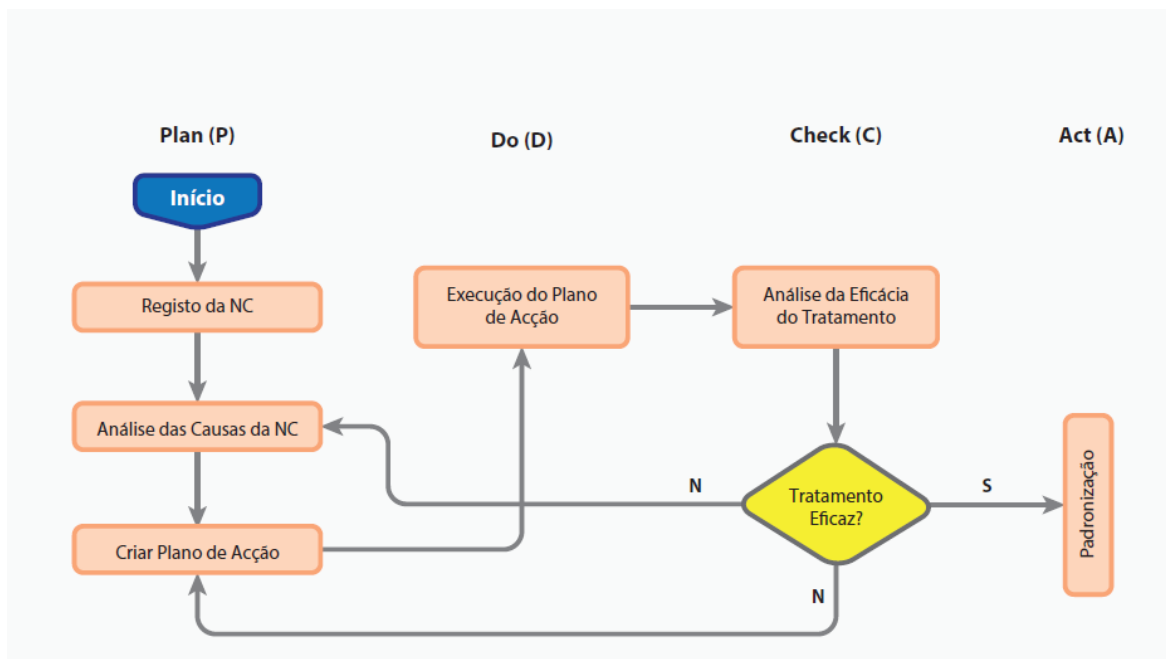 Plan (P)
Do (D)
Check (C)
Act (A)
Início
Registo da NC
Execução do Plano
de Acção
Análise da Eficácia
do Tratamento
Análise das Causas da NC
N
Tratamento
Eficaz?
S
Padronização
Criar Plano de Acção
N